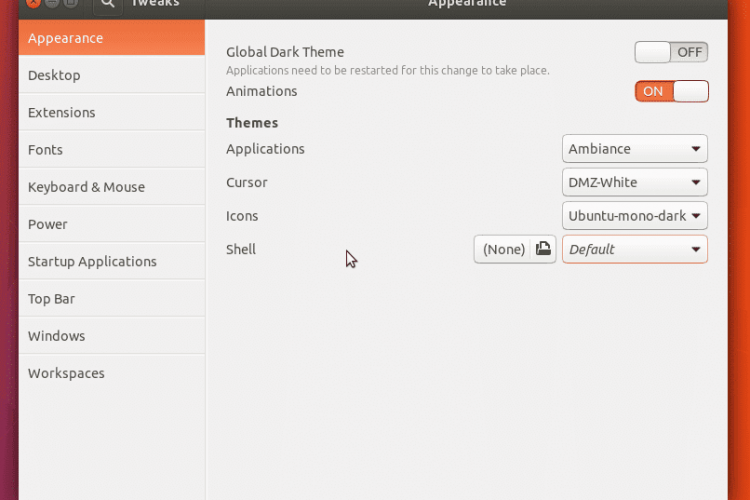 Tweaks
Appearance
Appearance
Desktop
Extensions
Fonts
Keyboard & Mouse
Power
Startup Applications
Top Bar
Windows
Workspaces
Global Dark Theme
OFF
Applications need to be restarted for this change to take place.
Animations
ON
Themes
Applications
Ambiance
Cursor
DMZ-White
Icons
Ubuntu-mono-dark
Shell
(None)
Default